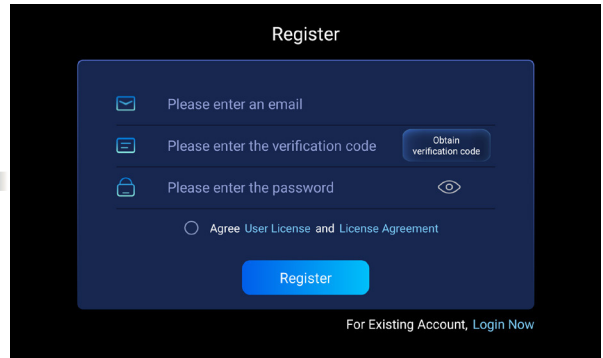 Register
Please enter an email
Please enter the verification code
Obtain
verification code
Please enter the password
Agree User License and License Agreement
Register
For Existing Account, Login Now